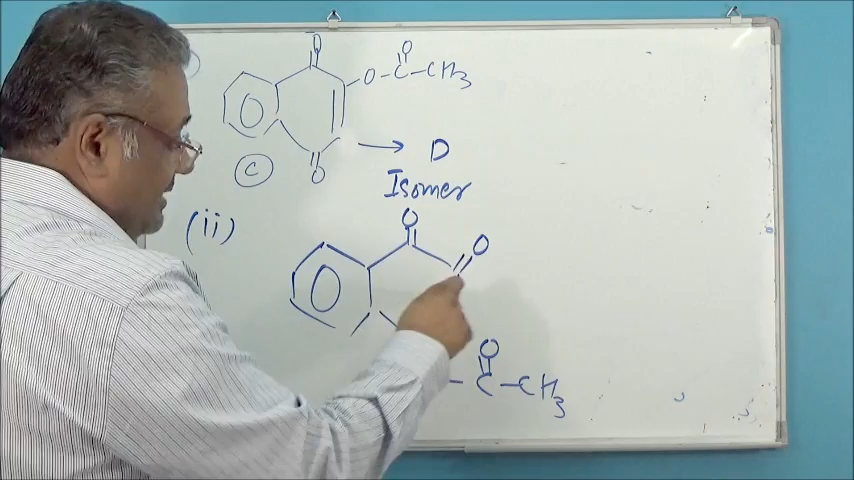 O O
O - C - CH3
D
C O
Isomer
(ii) O
O
O
O
C - CH3